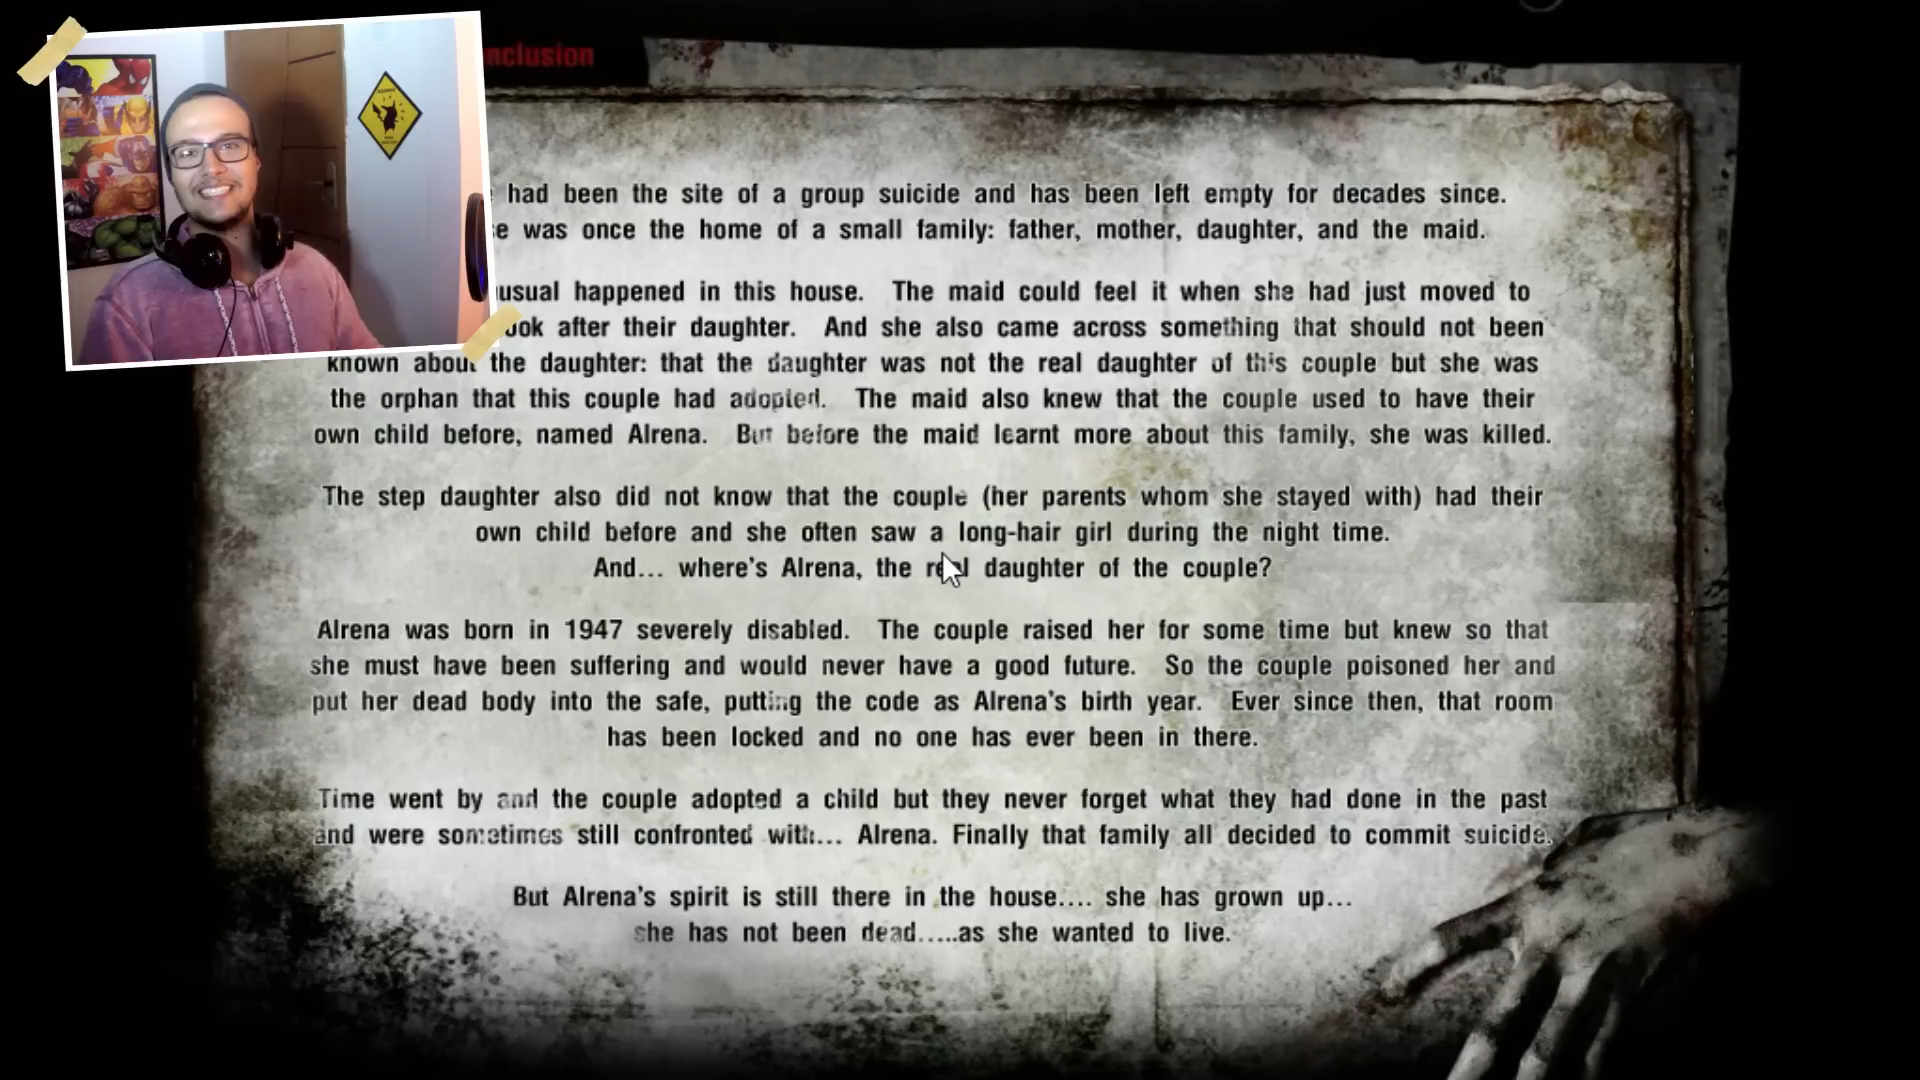 nclusion
had been the site of a group suicide and has been left empty for decades since.
e was once the home of a small family: father, mother, daughter, and the maid.
usual happened in this house. The maid could feel it when she had just moved to
ook after their daughter. And she also came across something that should not been
known about the daughter: that the daughter was not the real daughter of this couple but she was
the orphan that this couple had adopted. The maid also knew that the couple used to have their
own child before, named Alrena. But before the maid learnt more about this family, she was killed.
The step daughter also did not know that the couple (her parents whom she stayed with) had their
own child before and she often saw a long-hair girl during the night time.
And... where's Alrena, the real daughter of the couple?
Alrena was born in 1947 severely disabled. The couple raised her for some time but knew so that
she must have been suffering and would never have a good future. So the couple poisoned her and
put her dead body into the safe, putting the code as Alrena's birth year. Ever since then, that room
has been locked and no one has ever been in there.
Time went by and the couple adopted a child but they never forget what they had done in the past
and were sometimes still confronted with... Alrena. Finally that family all decided to commit suicide.
But Alrena's spirit is still there in the house.... she has grown up...
she has not been dead.....as she wanted to live.